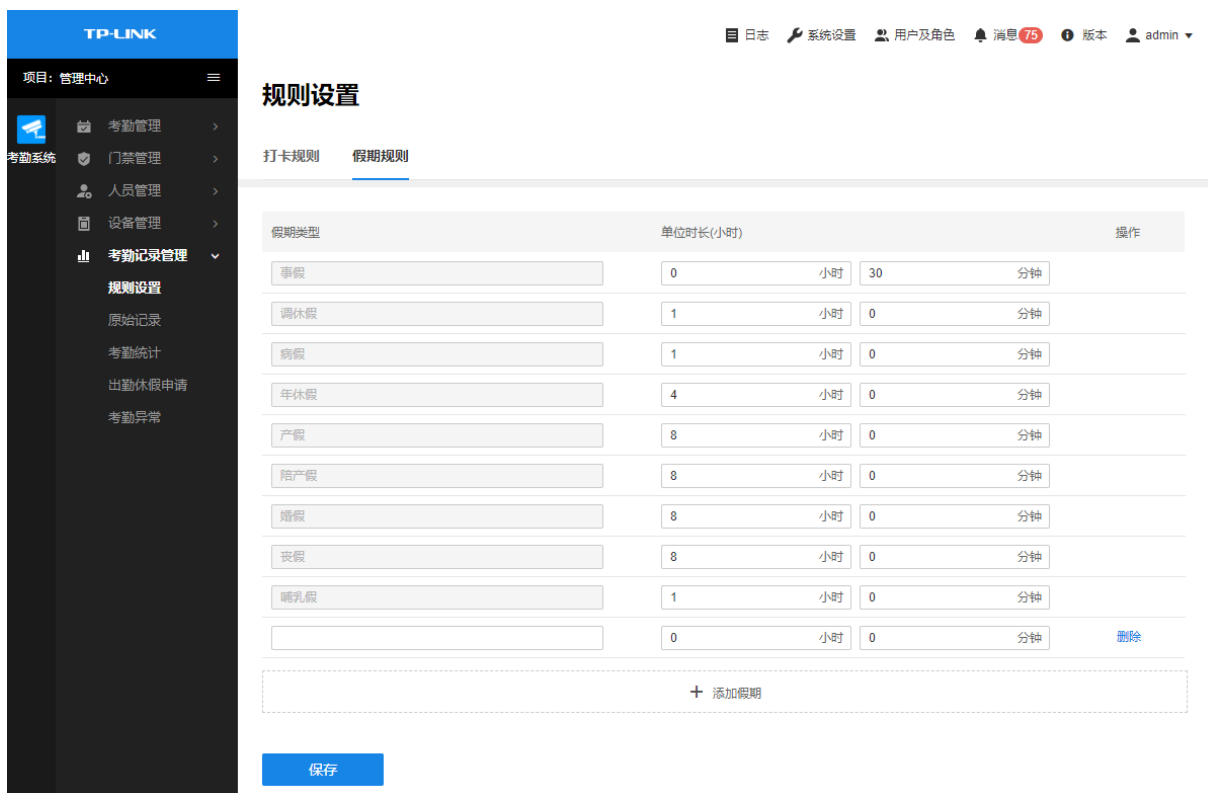 TP-LINK
日志 系统设置 用户及角色 消息 75 版本 admin
项目：管理中心
规则设置
考勤系统
考勤管理
门禁管理
人员管理
设备管理
考勤记录管理
规则设置
原始记录
考勤统计
出勤休假申请
考勤异常
打卡规则 假期规则
假期类型 单位时长(小时) 操作
事假 0 小时 30 分钟
调休假 1 小时 0 分钟
病假 1 小时 0 分钟
年休假 4 小时 0 分钟
产假 8 小时 0 分钟
陪产假 8 小时 0 分钟
婚假 8 小时 0 分钟
丧假 8 小时 0 分钟
哺乳假 1 小时 0 分钟
0 小时 0 分钟 删除
+ 添加假期
保存